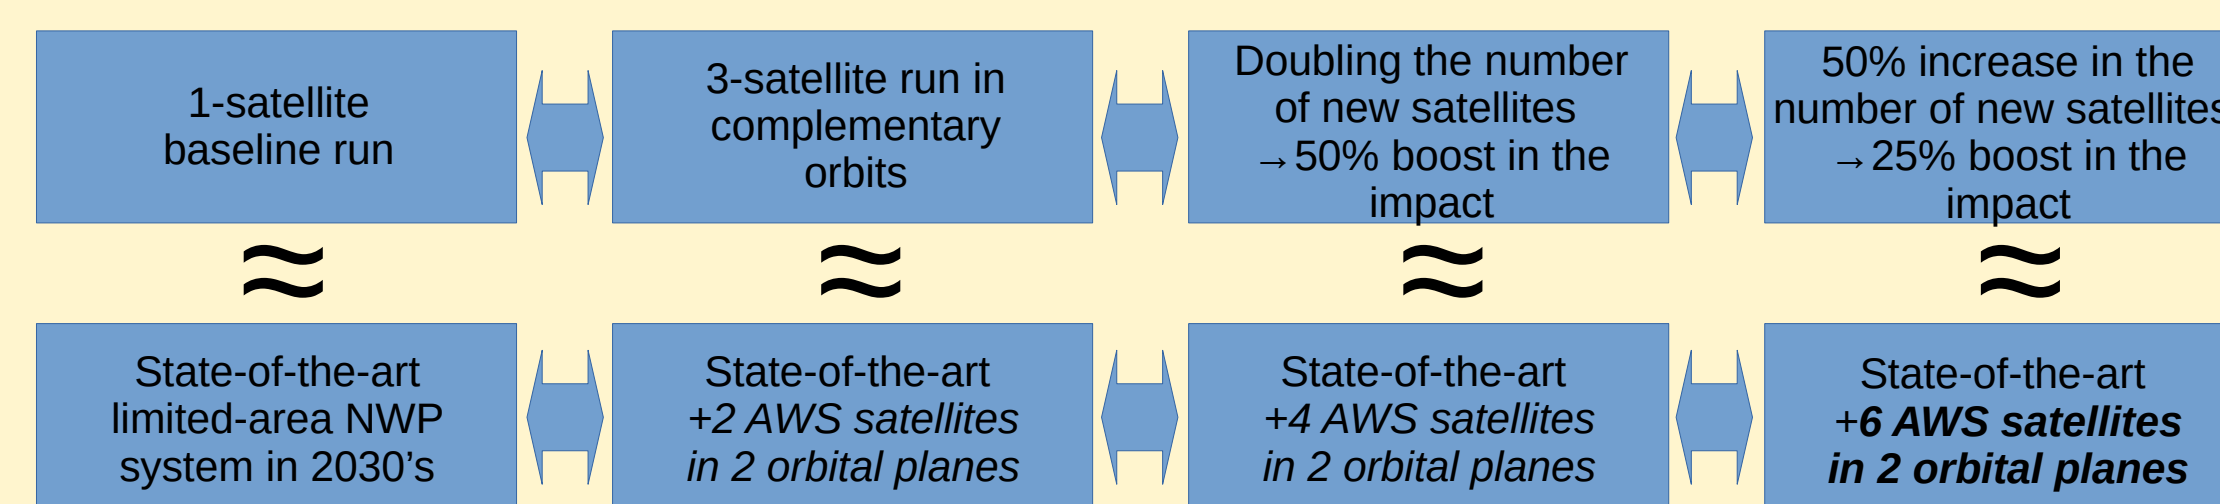 1-satellite
baseline run
3-satellite run in
complementary
orbits
Doubling the number
of new satellites
→50% boost in the
impact
50% increase in the
number of new satellites
→25% boost in the
impact
≈ ≈ ≈ ≈
State-of-the-art
limited-area NWP
system in 2030’s
State-of-the-art
+2 AWS satellites
in 2 orbital planes
State-of-the-art
+4 AWS satellites
in 2 orbital planes
State-of-the-art
+6 AWS satellites
in 2 orbital planes